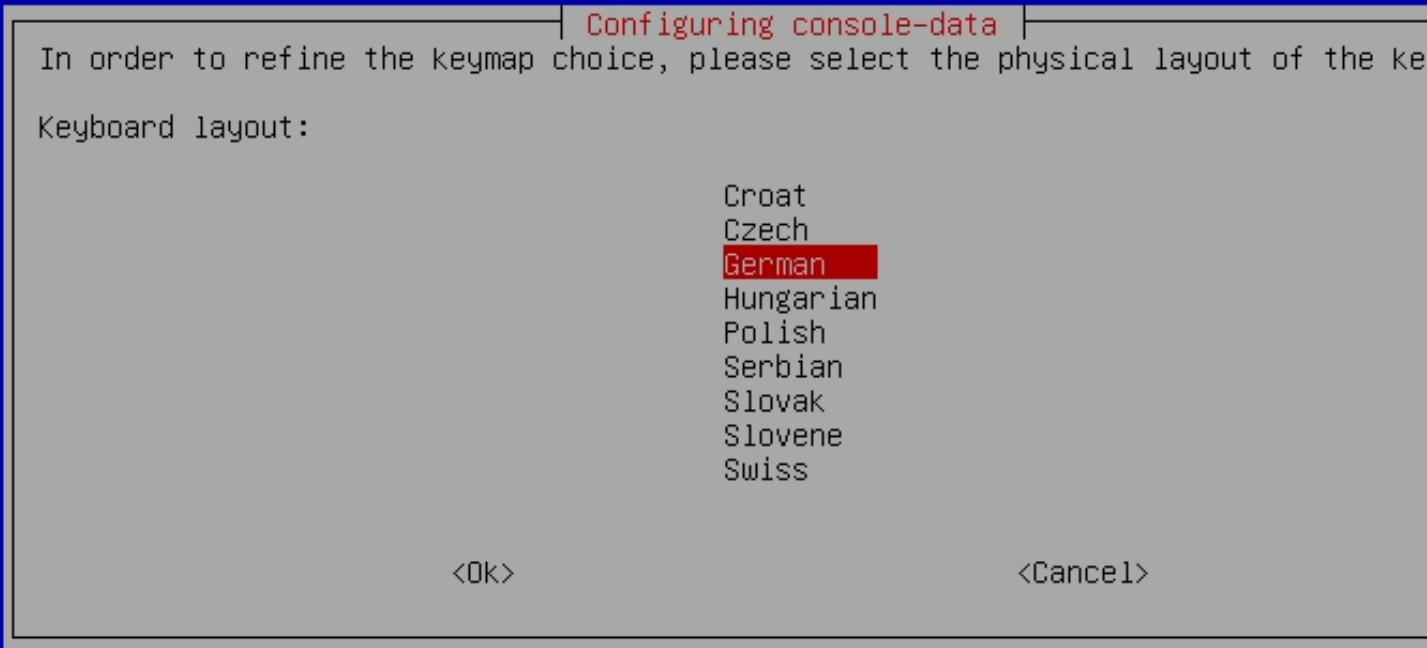 Configuring console-data
In order to refine the keymap choice, please select the physical layout of the ke
Keyboard layout:
Croat
Czech
German
Hungarian
Polish
Serbian
Slovak
Slovene
Swiss
<Ok> <Cancel>